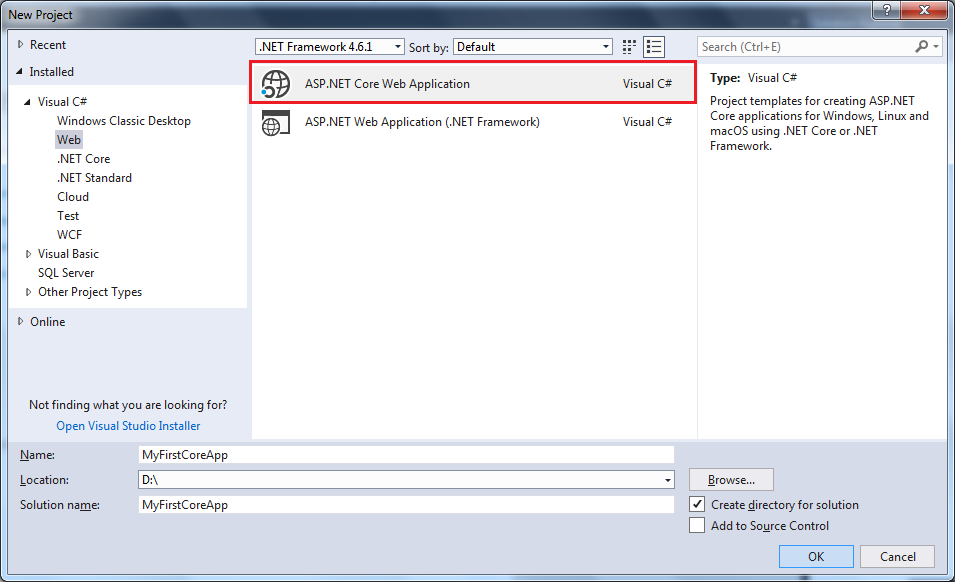 New Project
Recent
.NET Framework 4.6.1 Sort by: Default
Search (Ctrl+E)
Installed
Visual C#
Windows Classic Desktop
Web
.NET Core
.NET Standard
Cloud
Test
WCF
Visual Basic
SQL Server
Other Project Types
Online
Not finding what you are looking for?
Open Visual Studio Installer
ASP.NET Core Web Application Visual C#
ASP.NET Web Application (.NET Framework) Visual C#
Type: Visual C#
Project templates for creating ASP.NET
Core applications for Windows, Linux and
macOS using .NET Core or .NET
Framework.
Name: MyFirstCoreApp
Location: D:\
Browse...
Solution name: MyFirstCoreApp
Create directory for solution
Add to Source Control
OK
Cancel